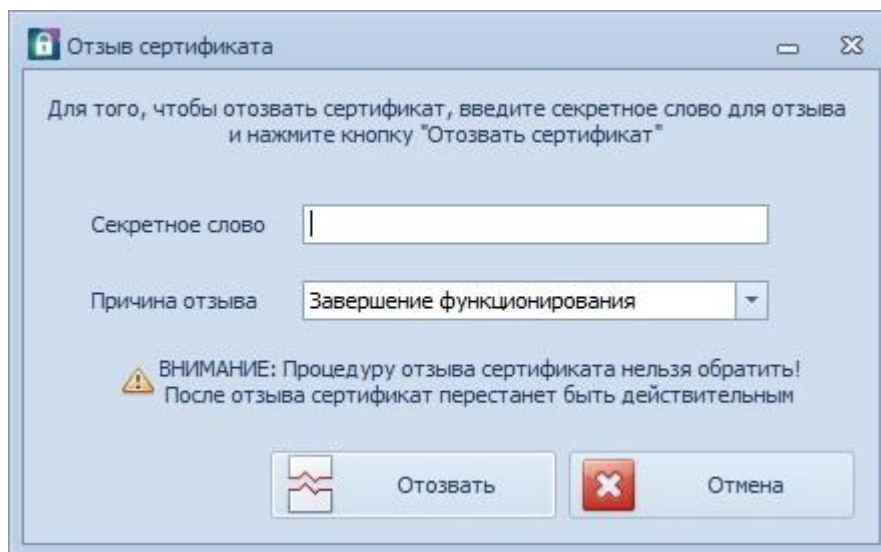 Отзыв сертификата
Для того, чтобы отозвать сертификат, введите секретное слово для отзыва
и нажмите кнопку "Отозвать сертификат"
Секретное слово
Причина отзыва Завершение функционирования
ВНИМАНИЕ: Процедуру отзыва сертификата нельзя обратить!
После отзыва сертификат перестанет быть действительным
Отозвать Отмена